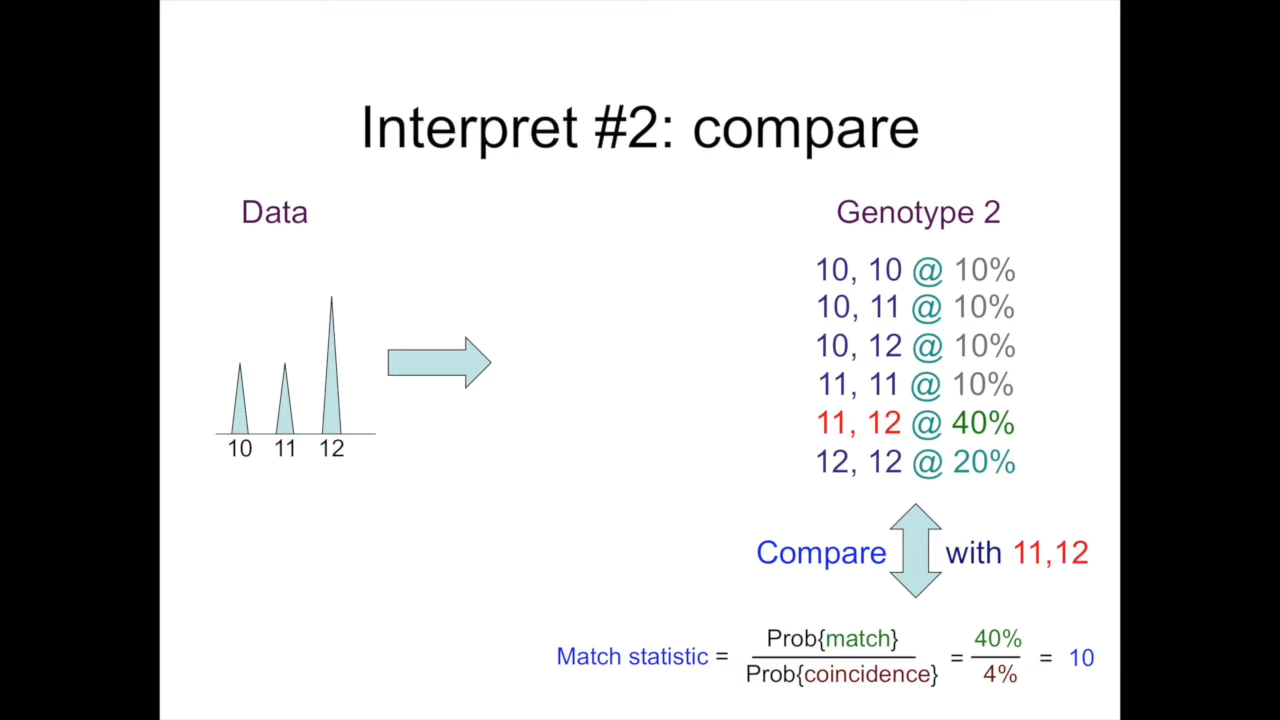 Interpret #2: compare
Data
10 11 12
Genotype 2
10, 10 @ 10%
10, 11 @ 10%
10, 12 @ 10%
11, 11 @ 10%
11, 12 @ 40%
12, 12 @ 20%
Compare with 11,12
Match statistic = Prob{match} / Prob{coincidence} = 40% / 4% = 10